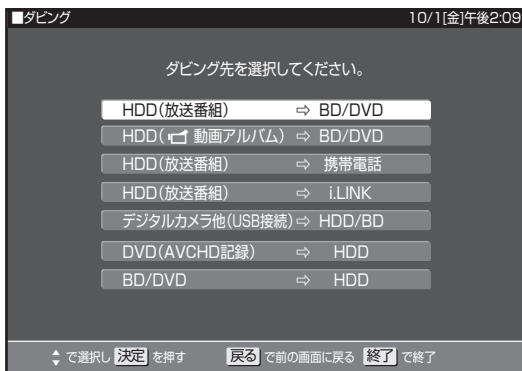 ■ダビング 10/1[金]午後2:09
ダビング先を選択してください。
HDD(放送番組) ⇨ BD/DVD
HDD( 動画アルバム) ⇨ BD/DVD
HDD(放送番組) ⇨ 携帯電話
HDD(放送番組) ⇨ i.LINK
デジタルカメラ他(USB接続) ⇨ HDD/BD
DVD(AVCHD記録) ⇨ HDD
BD/DVD ⇨ HDD
で選択し 決定 を押す 戻る で前の画面に戻る 終了 で終了